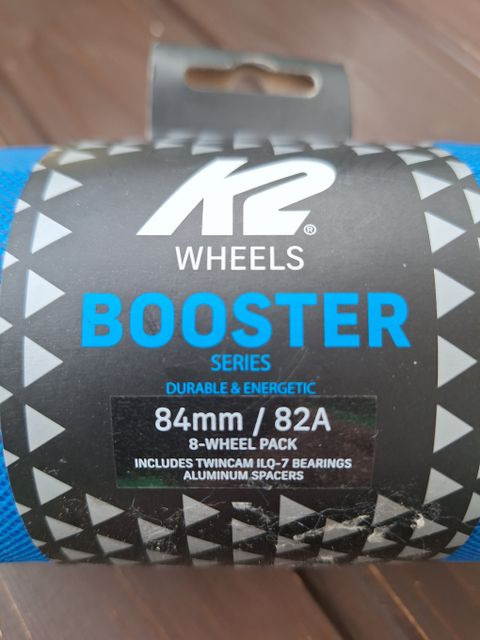 K2®
WHEELS
BOOSTER
SERIES
DURABLE & ENERGETIC
84mm / 82A
8-WHEEL PACK
INCLUDES TWINCAM ILQ-7 BEARINGS
ALUMINUM SPACERS